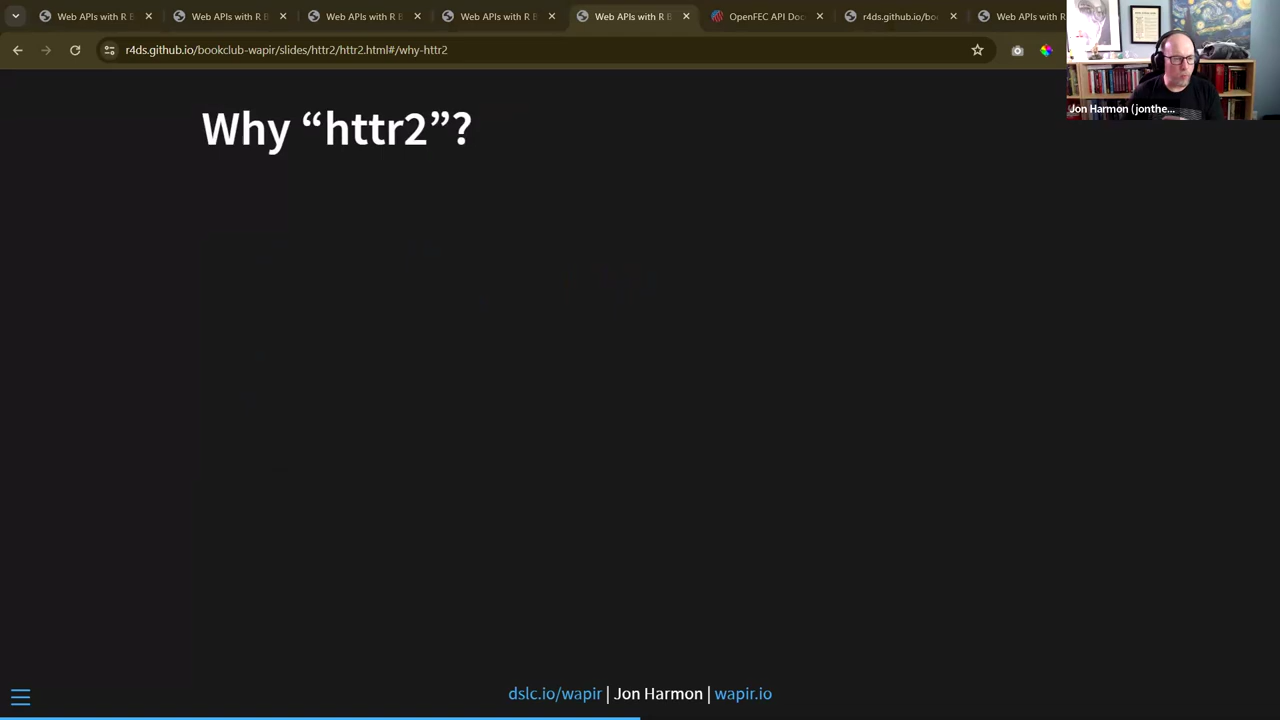 Web APIs with R B
Web APIs with R B
Web APIs with R B
Web APIs with R B
Web APIs with R B
OpenFEC API Doc
r4ds.github.io/bo
Web APIs with R
r4ds.github.io/bookclub-wapir/slides/httr2/httr2.html#/why-httr2
Jon Harmon (jonthe...
Why “httr2”?
dslc.io/wapir | Jon Harmon | wapir.io